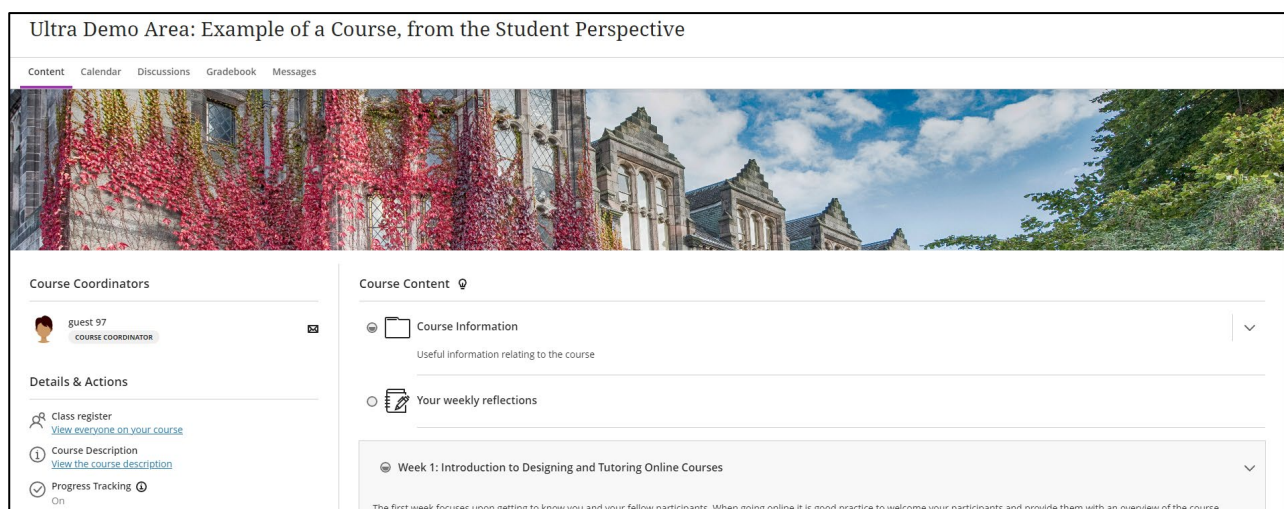 Ultra Demo Area: Example of a Course, from the Student Perspective
Content Calendar Discussions Gradebook Messages
Course Coordinators
guest 97
COURSE COORDINATOR
Details & Actions
Class register
View everyone on your course
Course Description
View the course description
Progress Tracking
On
Course Content
Course Information
Useful information relating to the course
Your weekly reflections
Week 1: Introduction to Designing and Tutoring Online Courses
The first week focuses upon getting to know you and your fellow participants. When going online it is good practice to welcome your participants and provide them with an overview of the course